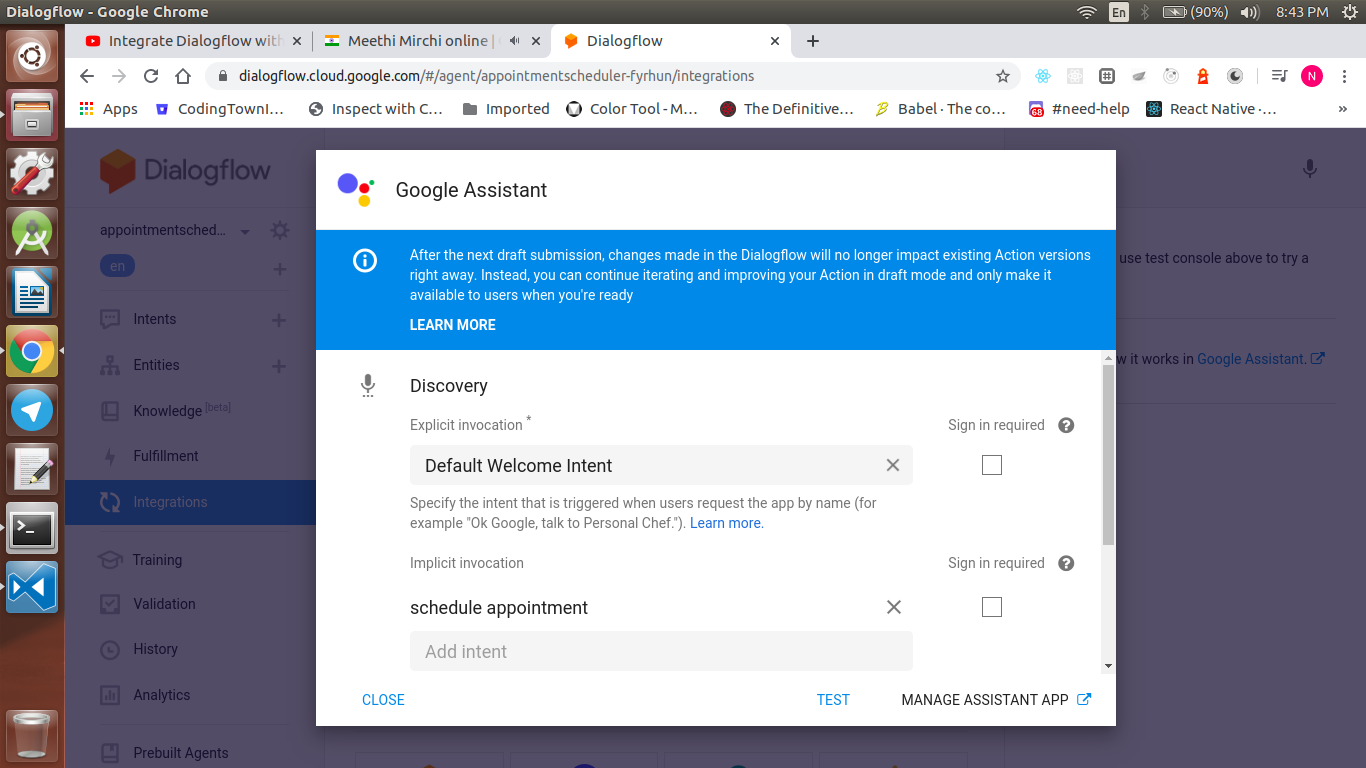 Dialogflow - Google Chrome
En
(90%)
8:43 PM
Integrate Dialogflow with
Meethi Mirchi online |
Dialogflow
dialogflow.cloud.google.com/#/agent/appointmentscheduler-fyrhun/integrations
N
Apps
CodingTownI...
Inspect with C...
Imported
Color Tool - M...
The Definitive...
Babel · The co...
68
#need-help
React Native ·...
»
Dialogflow
appointmentsched...
en
Intents
Entities
Knowledge [beta]
Fulfillment
Integrations
Training
Validation
History
Analytics
Prebuilt Agents
Google Assistant
After the next draft submission, changes made in the Dialogflow will no longer impact existing Action versions
right away. Instead, you can continue iterating and improving your Action in draft mode and only make it
available to users when you're ready
LEARN MORE
Discovery
Explicit invocation *
Sign in required
Default Welcome Intent
Specify the intent that is triggered when users request the app by name (for
example "Ok Google, talk to Personal Chef."). Learn more.
Implicit invocation
Sign in required
schedule appointment
Add intent
CLOSE
TEST
MANAGE ASSISTANT APP
use test console above to try a
w it works in Google Assistant.